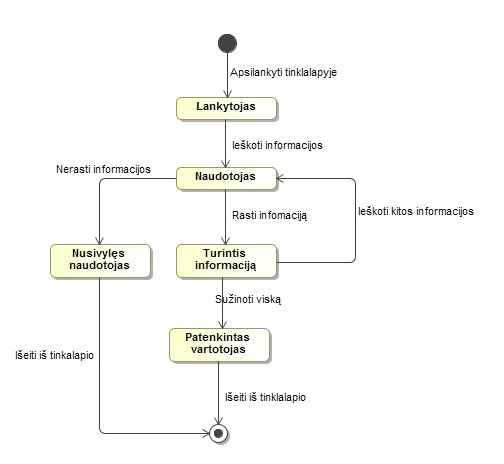 Apsilankyti tinklalapyje
Lankytojas
Ieškoti informacijos
Nerasti informacijos
Naudotojas
Rasti infomaciją
Ieškoti kitos informacijos
Nusivylęs
naudotojas
Turintis
informaciją
Sužinoti viską
Patenkintas
vartotojas
Išeiti iš tinkalapio
Išeiti iš tinklalapio